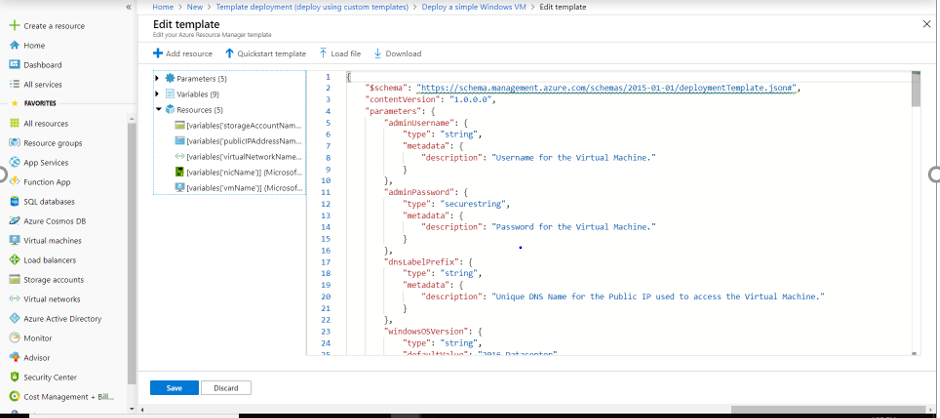 Home > New > Template deployment (deploy using custom templates) > Deploy a simple Windows VM > Edit template
Edit template
Edit your Azure Resource Manager template
Add resource Quickstart template Load file Download
Create a resource
Home
Dashboard
All services
FAVORITES
All resources
Resource groups
App Services
Function App
SQL databases
Azure Cosmos DB
Virtual machines
Load balancers
Storage accounts
Virtual networks
Azure Active Directory
Monitor
Advisor
Security Center
Cost Management + Bill...
Parameters (5)
Variables (9)
Resources (5)
[variables('storageAccountNam...
[variables('publicIPAddressNam...
[variables('virtualNetworkName...
[variables('nicName')] (Microsof...
[variables('vmName')] (Microsof...
1 {
2 "$schema": "https://schema.management.azure.com/schemas/2015-01-01/deploymentTemplate.json#",
3 "contentVersion": "1.0.0.0",
4 "parameters": {
5 "adminUsername": {
6 "type": "string",
7 "metadata": {
8 "description": "Username for the Virtual Machine."
9 }
10 },
11 "adminPassword": {
12 "type": "securestring",
13 "metadata": {
14 "description": "Password for the Virtual Machine."
15 }
16 },
17 "dnsLabelPrefix": {
18 "type": "string",
19 "metadata": {
20 "description": "Unique DNS Name for the Public IP used to access the Virtual Machine."
21 }
22 },
23 "windowsOSVersion": {
24 "type": "string",
25 "defaultValue": "2016-Datacenter",
Save Discard